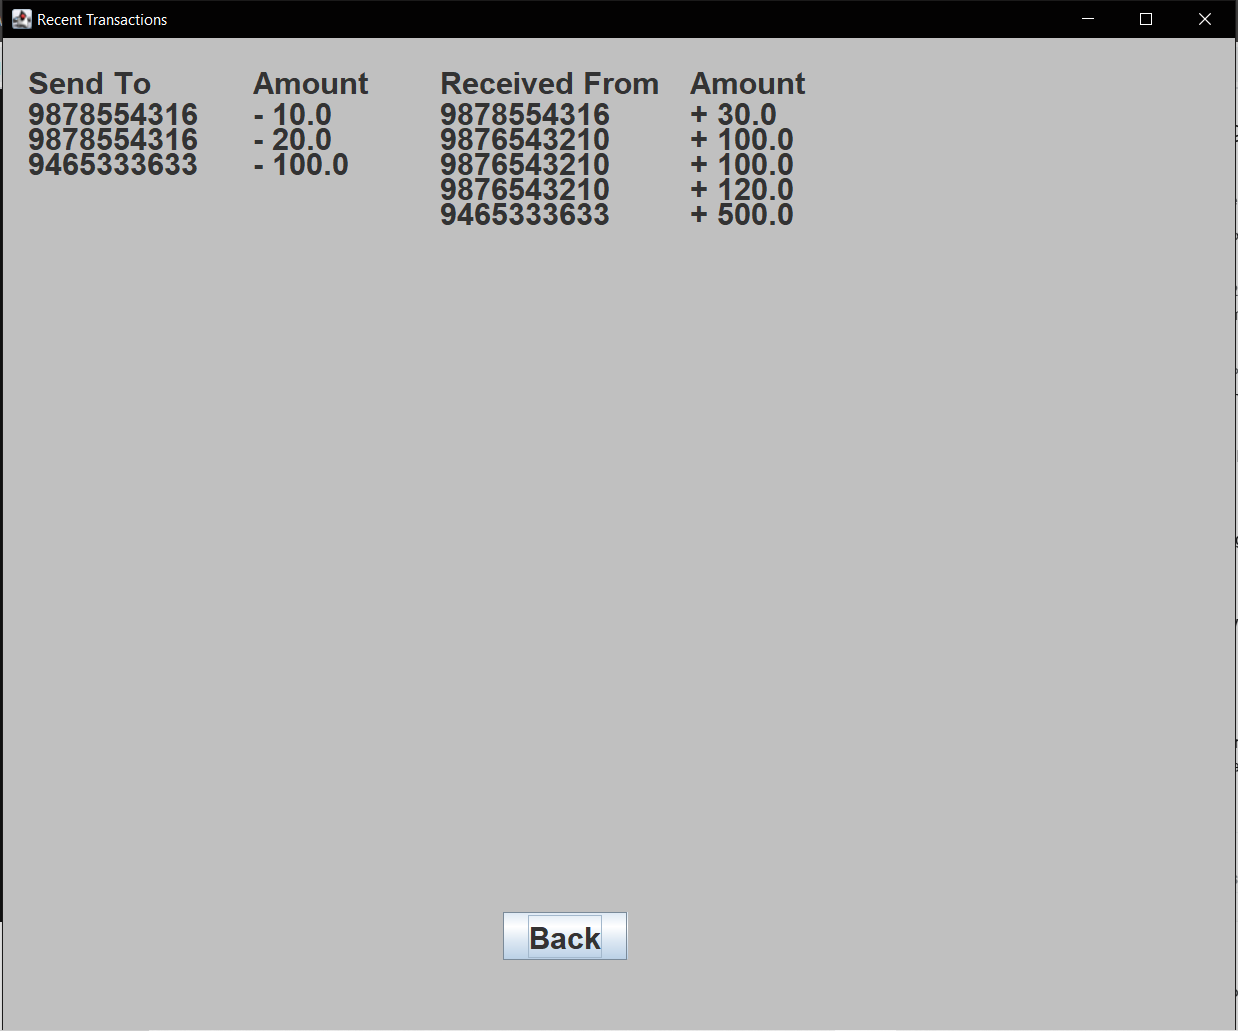 Recent Transactions
Send To Amount Received From Amount
9878554316 - 10.0 9878554316 + 30.0
9878554316 - 20.0 9876543210 + 100.0
9465333633 - 100.0 9876543210 + 100.0
9876543210 + 120.0
9465333633 + 500.0
Back